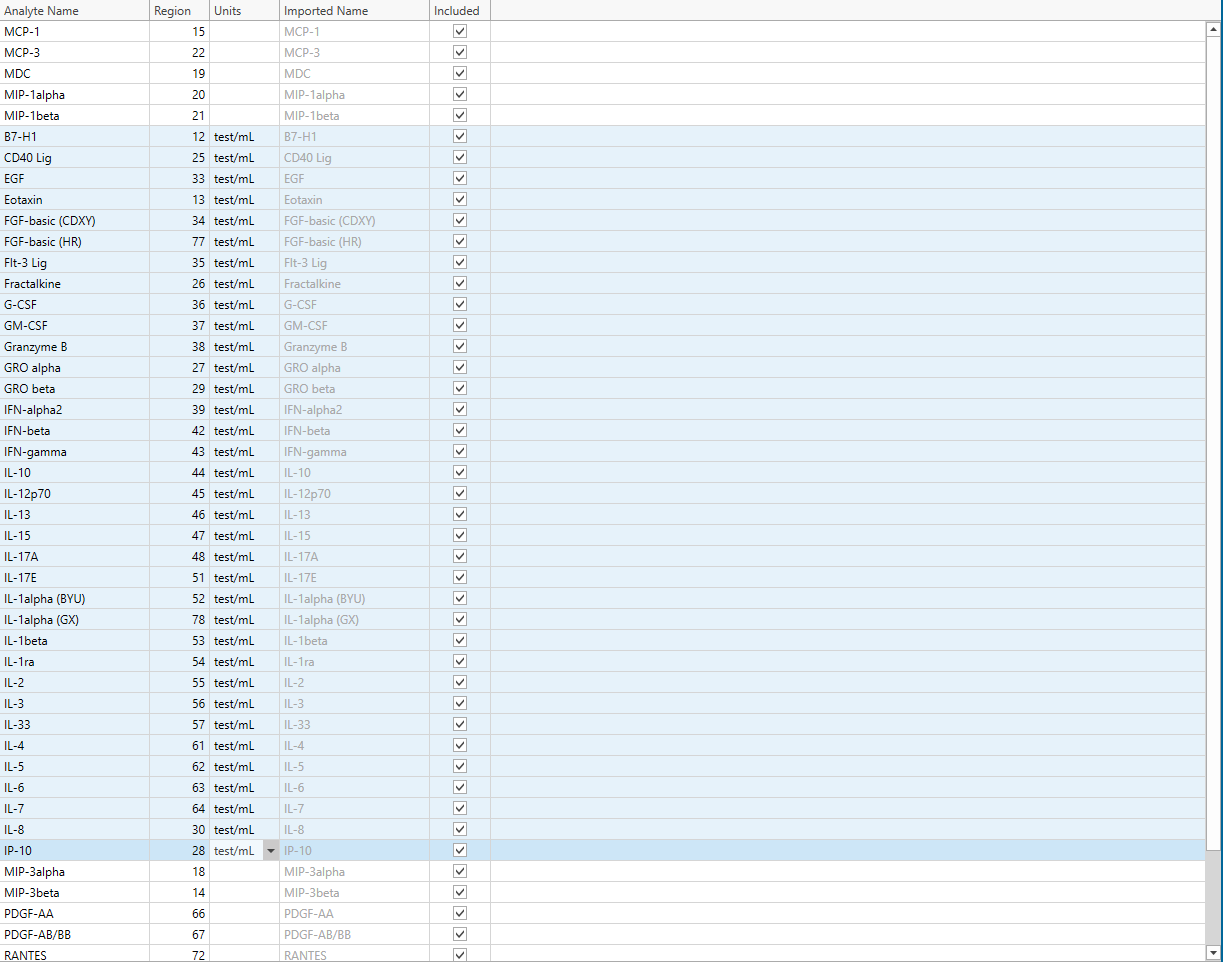 Analyte Name Region Units Imported Name Included
MCP-1 15 MCP-1
MCP-3 22 MCP-3
MDC 19 MDC
MIP-1alpha 20 MIP-1alpha
MIP-1beta 21 MIP-1beta
B7-H1 12 test/mL B7-H1
CD40 Lig 25 test/mL CD40 Lig
EGF 33 test/mL EGF
Eotaxin 13 test/mL Eotaxin
FGF-basic (CDXY) 34 test/mL FGF-basic (CDXY)
FGF-basic (HR) 77 test/mL FGF-basic (HR)
Flt-3 Lig 35 test/mL Flt-3 Lig
Fractalkine 26 test/mL Fractalkine
G-CSF 36 test/mL G-CSF
GM-CSF 37 test/mL GM-CSF
Granzyme B 38 test/mL Granzyme B
GRO alpha 27 test/mL GRO alpha
GRO beta 29 test/mL GRO beta
IFN-alpha2 39 test/mL IFN-alpha2
IFN-beta 42 test/mL IFN-beta
IFN-gamma 43 test/mL IFN-gamma
IL-10 44 test/mL IL-10
IL-12p70 45 test/mL IL-12p70
IL-13 46 test/mL IL-13
IL-15 47 test/mL IL-15
IL-17A 48 test/mL IL-17A
IL-17E 51 test/mL IL-17E
IL-1alpha (BYU) 52 test/mL IL-1alpha (BYU)
IL-1alpha (GX) 78 test/mL IL-1alpha (GX)
IL-1beta 53 test/mL IL-1beta
IL-1ra 54 test/mL IL-1ra
IL-2 55 test/mL IL-2
IL-3 56 test/mL IL-3
IL-33 57 test/mL IL-33
IL-4 61 test/mL IL-4
IL-5 62 test/mL IL-5
IL-6 63 test/mL IL-6
IL-7 64 test/mL IL-7
IL-8 30 test/mL IL-8
IP-10 28 test/mL IP-10
MIP-3alpha 18 MIP-3alpha
MIP-3beta 14 MIP-3beta
PDGF-AA 66 PDGF-AA
PDGF-AB/BB 67 PDGF-AB/BB
RANTES 72 RANTES